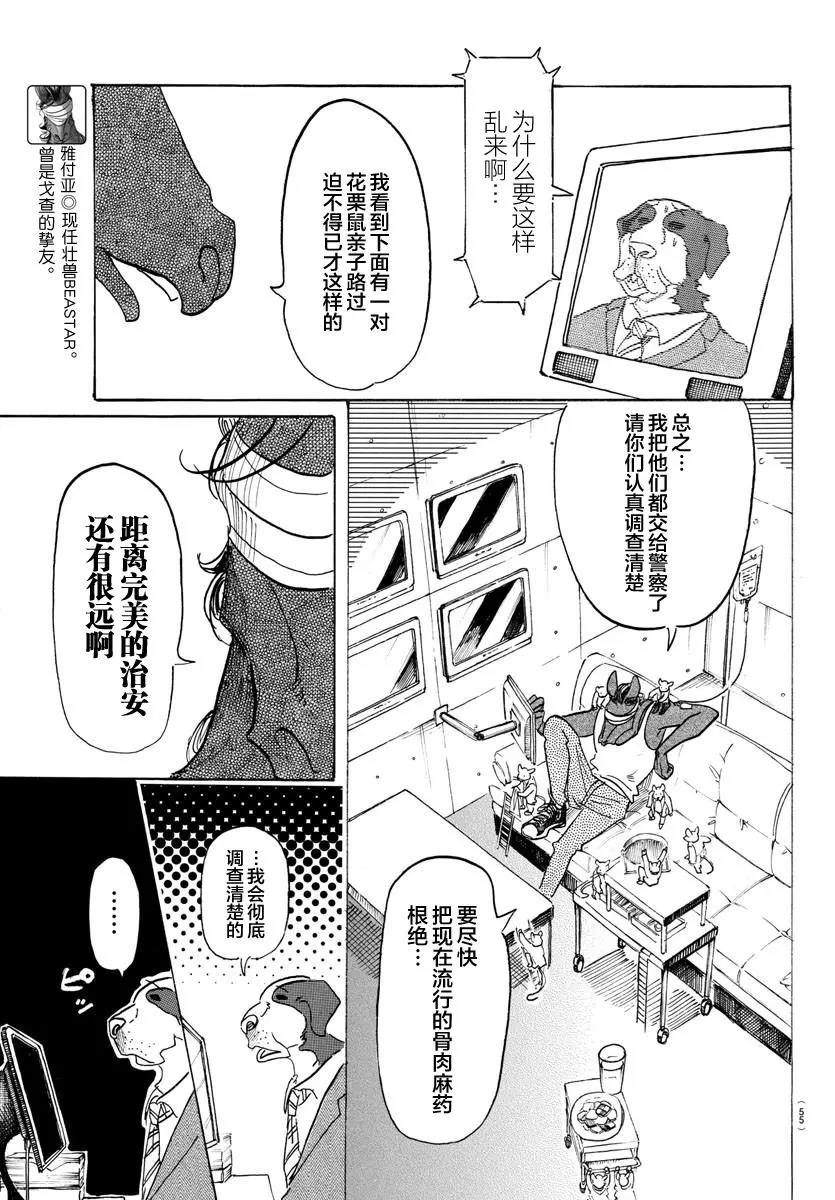 为什么要这样
乱来啊…
我看到下面有一对
花栗鼠亲子路过
迫不得已才这样的
雅付亚◎现任壮兽BEASTAR。
曾是戈查的挚友。
总之…
我把他们都交给警察了
请你们认真调查清楚
距离完美的治安
还有很远啊
要尽快
把现在流行的骨肉麻药
根绝…
…我会彻底
调查清楚的
……
ピッ
55